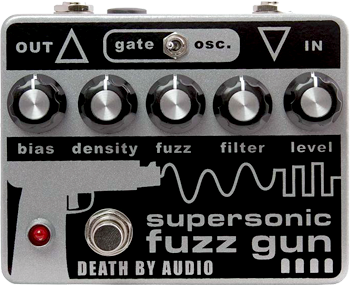 OUT gate osc. IN
bias density fuzz filter level
supersonic
fuzz gun
DEATH BY AUDIO